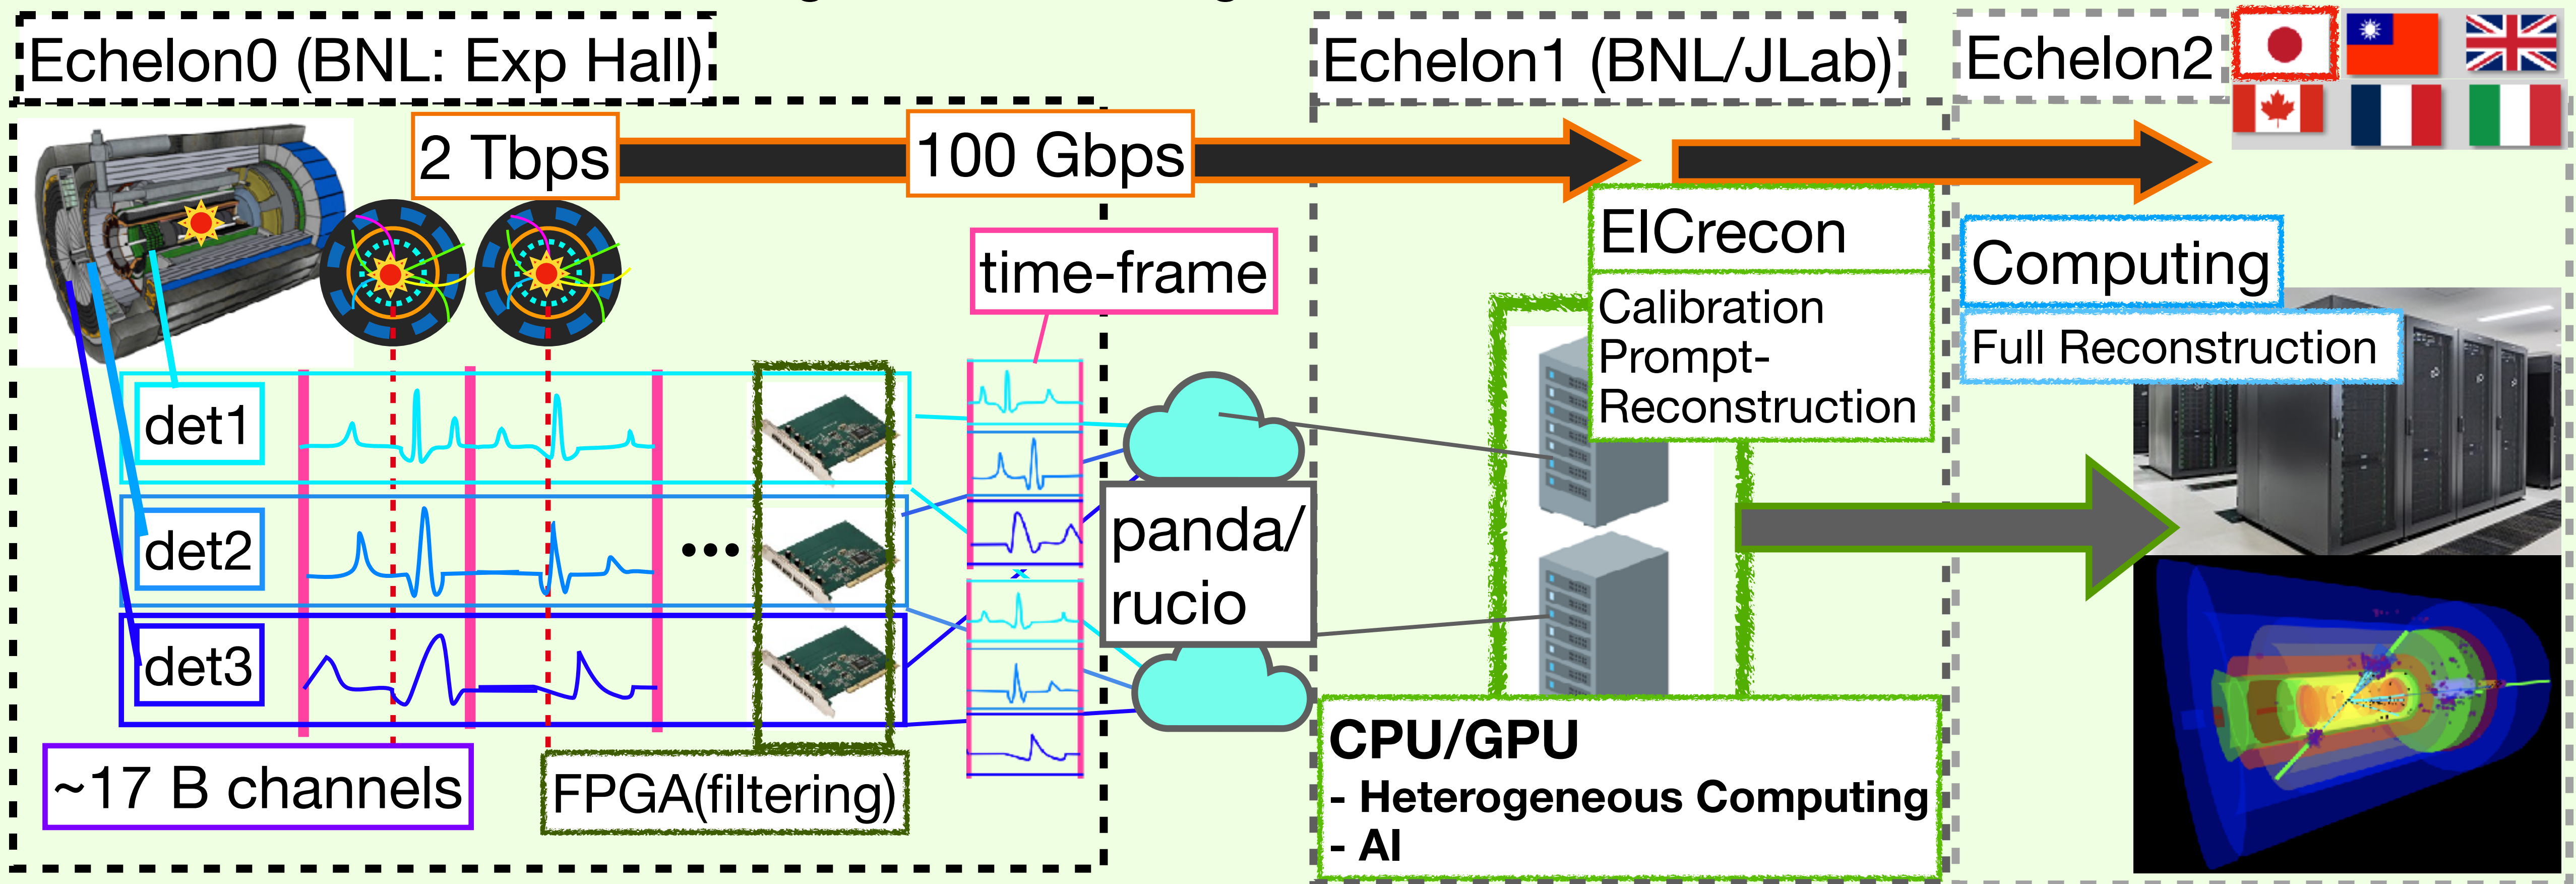 Echelon0 (BNL: Exp Hall)
Echelon1 (BNL/JLab)
Echelon2
2 Tbps
100 Gbps
time-frame
EICrecon
Calibration
Prompt-
Reconstruction
Computing
Full Reconstruction
det1
det2
•••
det3
panda/
rucio
~17 B channels
FPGA(filtering)
CPU/GPU
- Heterogeneous Computing
- AI